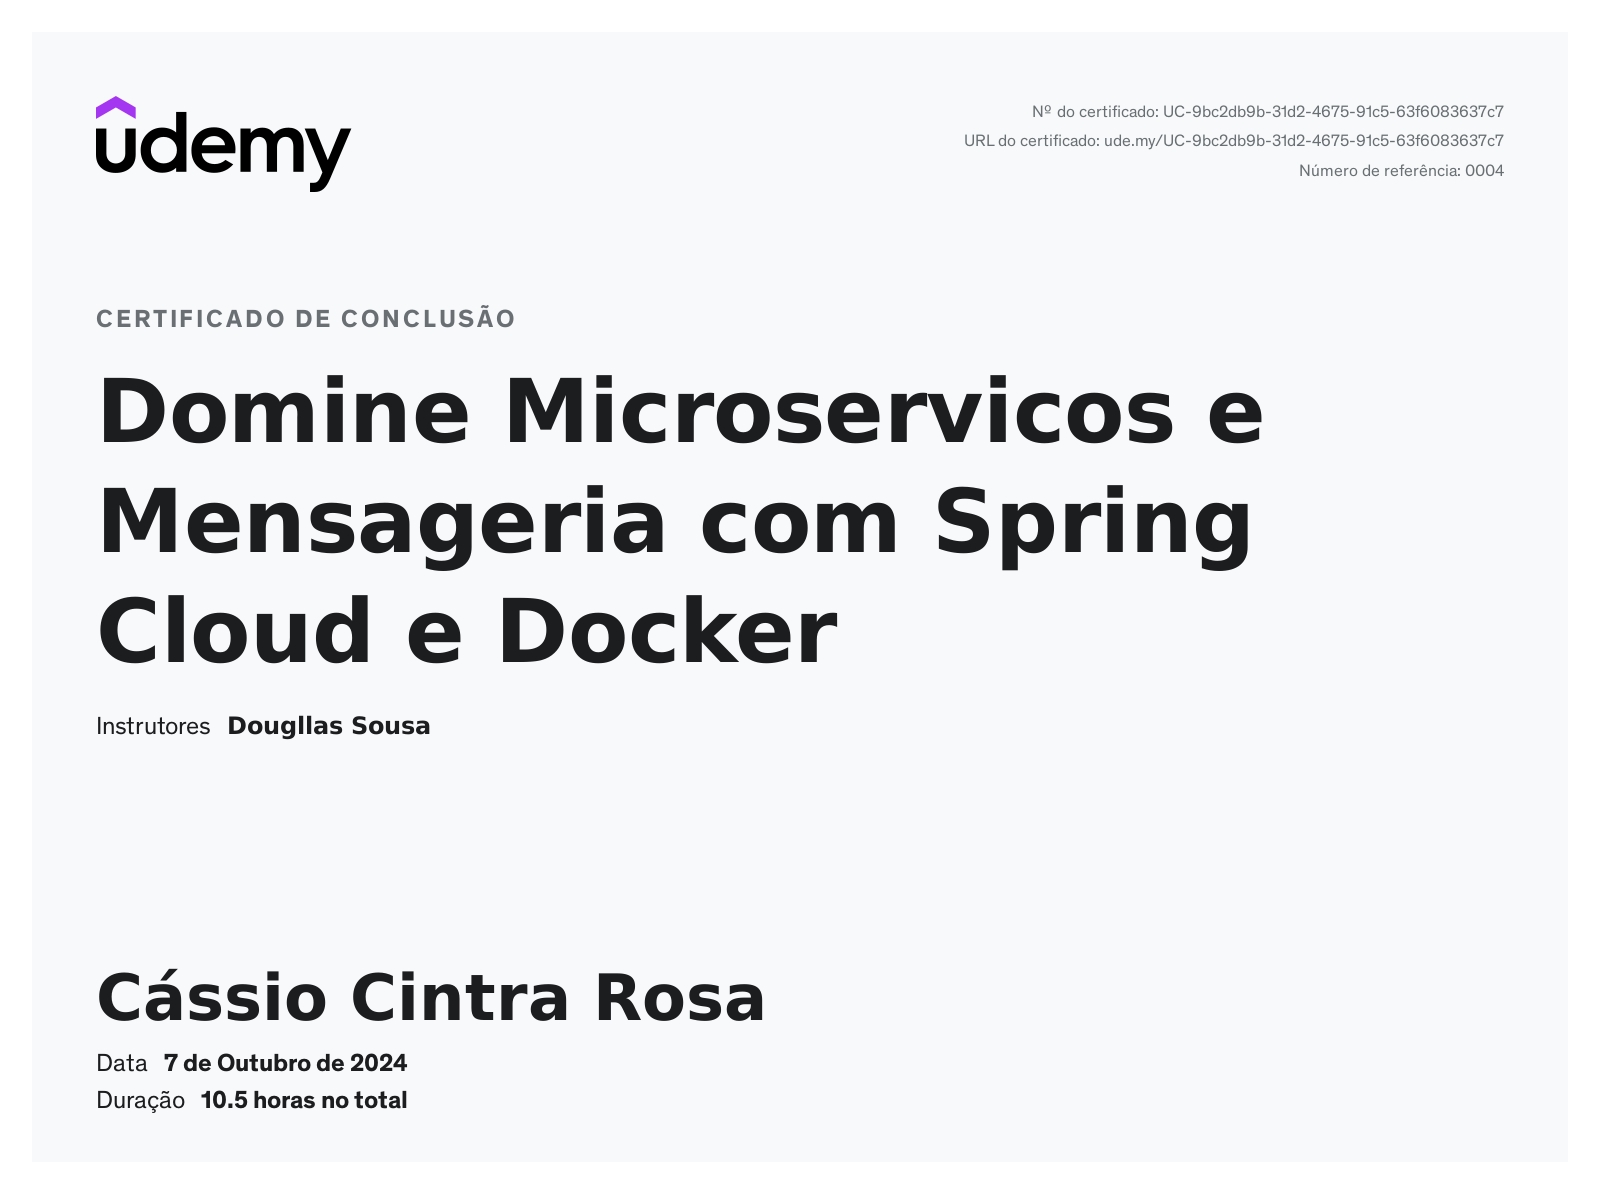 udemy
Nº do certificado: UC-9bc2db9b-31d2-4675-91c5-63f6083637c7
URL do certificado: ude.my/UC-9bc2db9b-31d2-4675-91c5-63f6083637c7
Número de referência: 0004
CERTIFICADO DE CONCLUSÃO
Domine Microservicos e
Mensageria com Spring
Cloud e Docker
Instrutores Dougllas Sousa
Cássio Cintra Rosa
Data 7 de Outubro de 2024
Duração 10.5 horas no total